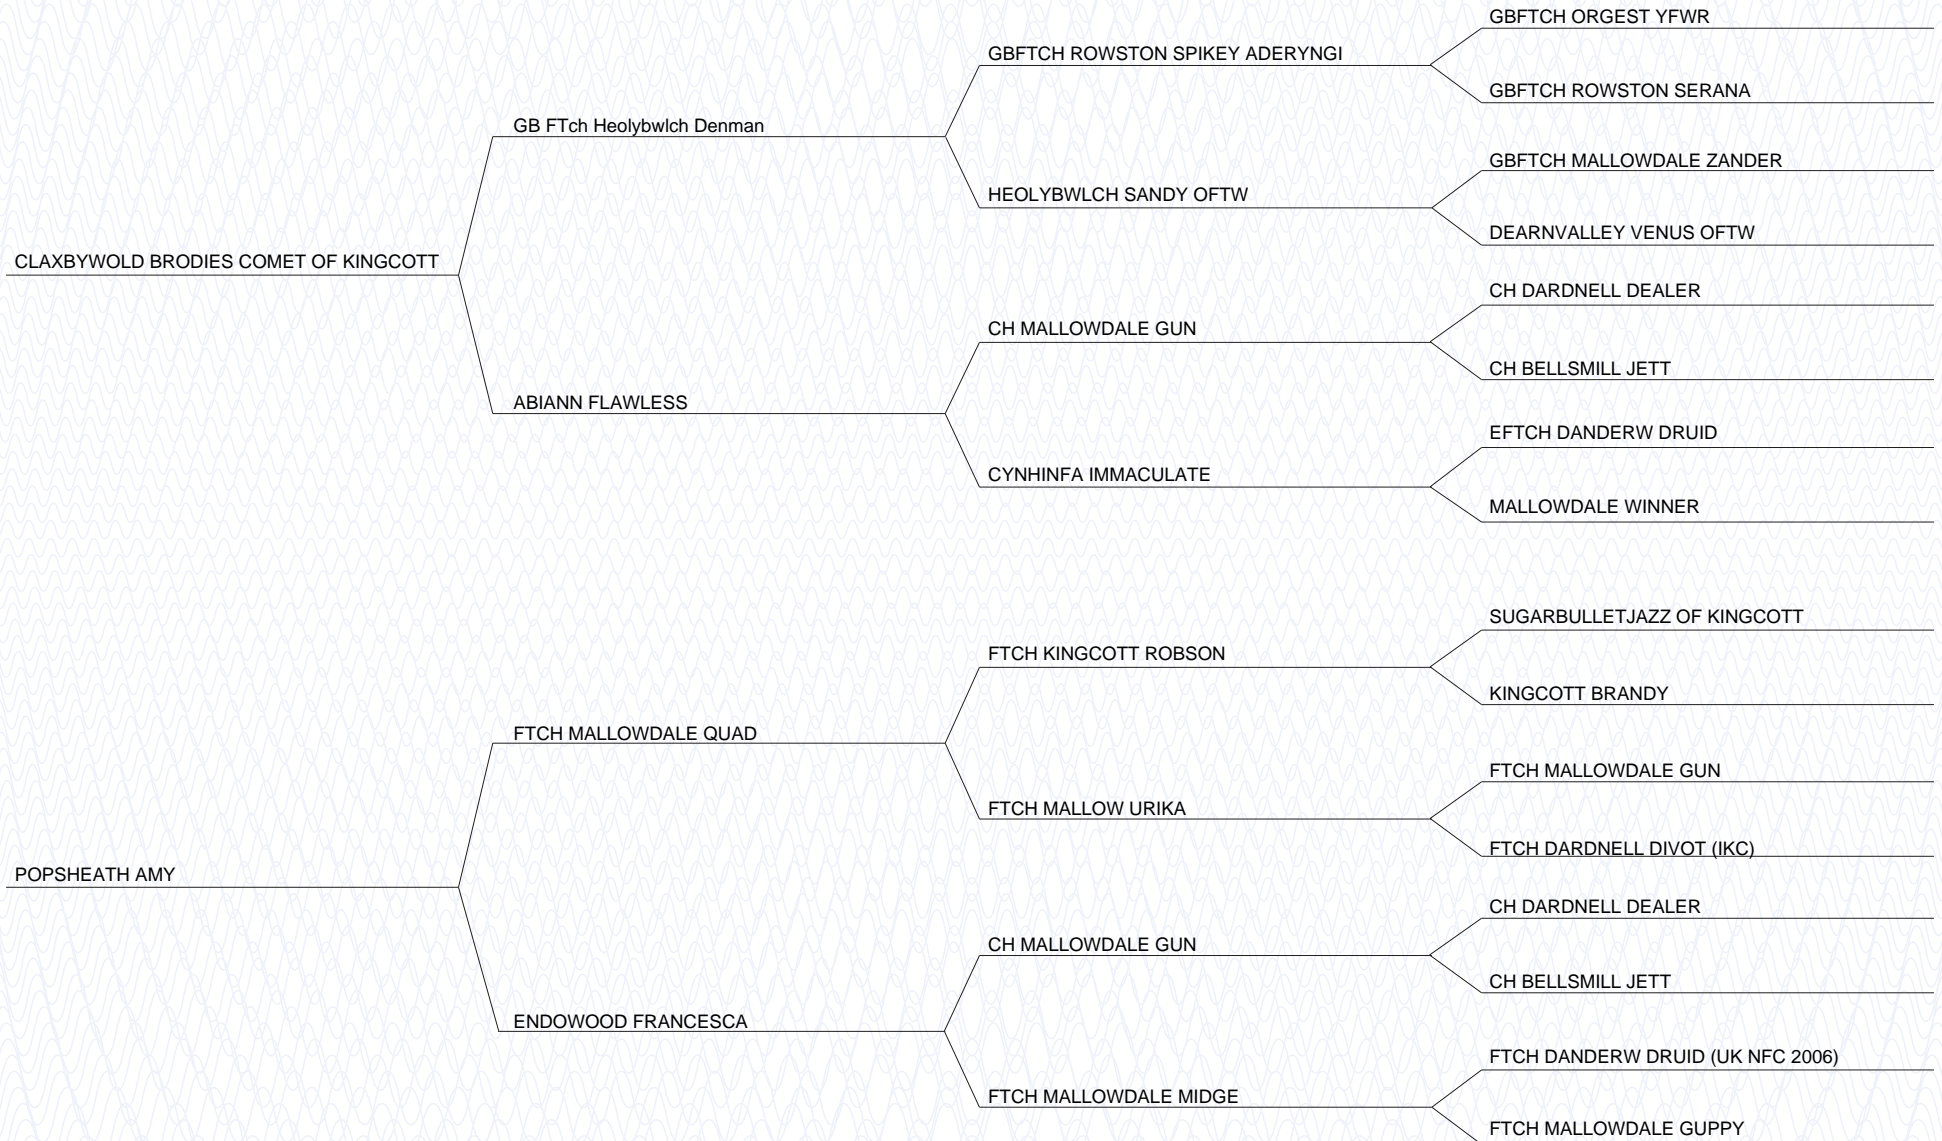 CLAXBYWOLD BRODIES COMET OF KINGCOTT
GB FTch Heolybwlch Denman
GBFTCH ROWSTON SPIKEY ADERYNGI
GBFTCH ORGEST YFWR
GBFTCH ROWSTON SERANA
HEOLYBWLCH SANDY OFTW
GBFTCH MALLOWDALE ZANDER
DEARNVALLEY VENUS OFTW
ABIANN FLAWLESS
CH MALLOWDALE GUN
CH DARDNELL DEALER
CH BELLSMILL JETT
CYNHINFA IMMACULATE
EFTCH DANDERW DRUID
MALLOWDALE WINNER
POPSHEATH AMY
FTCH MALLOWDALE QUAD
FTCH KINGCOTT ROBSON
SUGARBULLETJAZZ OF KINGCOTT
KINGCOTT BRANDY
FTCH MALLOW URIKA
FTCH MALLOWDALE GUN
FTCH DARDNELL DIVOT (IKC)
ENDOWOOD FRANCESCA
CH MALLOWDALE GUN
CH DARDNELL DEALER
CH BELLSMILL JETT
FTCH MALLOWDALE MIDGE
FTCH DANDERW DRUID (UK NFC 2006)
FTCH MALLOWDALE GUPPY